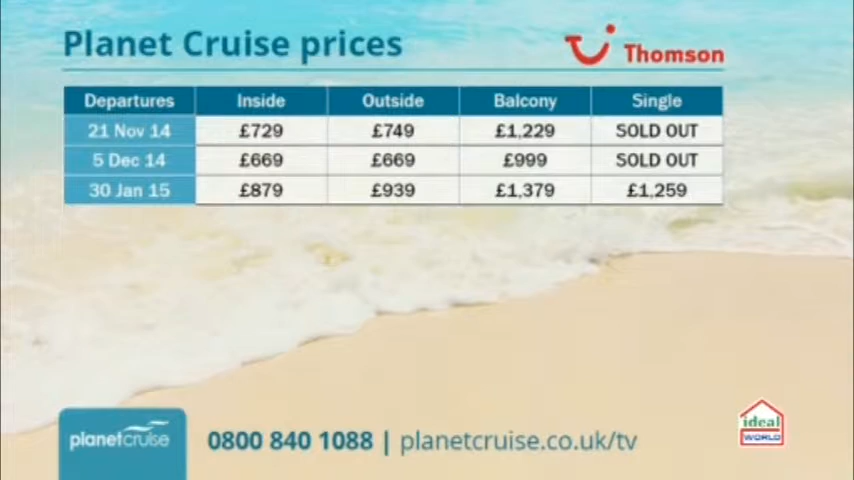 Planet Cruise prices
Thomson
Departures Inside Outside Balcony Single
21 Nov 14 £729 £749 £1,229 SOLD OUT
5 Dec 14 £669 £669 £999 SOLD OUT
30 Jan 15 £879 £939 £1,379 £1,259
planetcruise
0800 840 1088 | planetcruise.co.uk/tv
ideal
WORLD